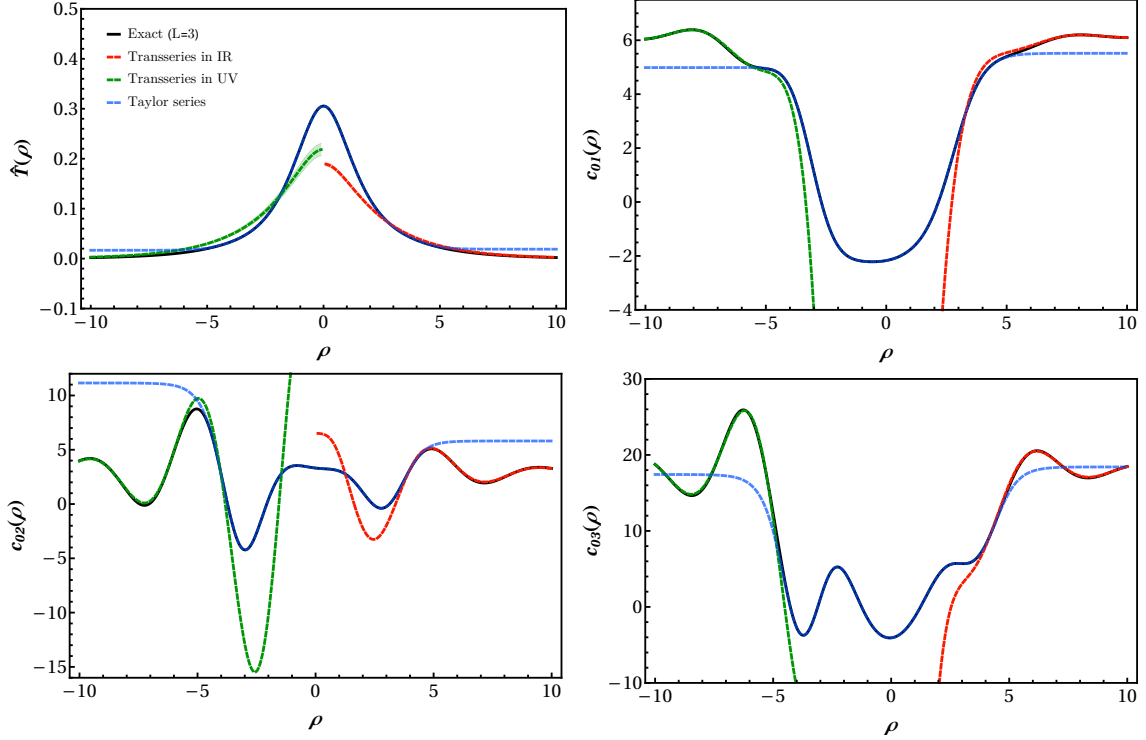 0.5
0.4
0.3
0.2
0.1
0.0
−0.1
T̂(ρ)
Exact (L=3)
Transseries in IR
Transseries in UV
Taylor series
−10 −5 0 5 10
ρ
6
4
2
0
−2
−4
c01(ρ)
−10 −5 0 5 10
ρ
10
5
0
−5
−10
−15
c02(ρ)
−10 −5 0 5 10
ρ
30
20
10
0
−10
c03(ρ)
−10 −5 0 5 10
ρ